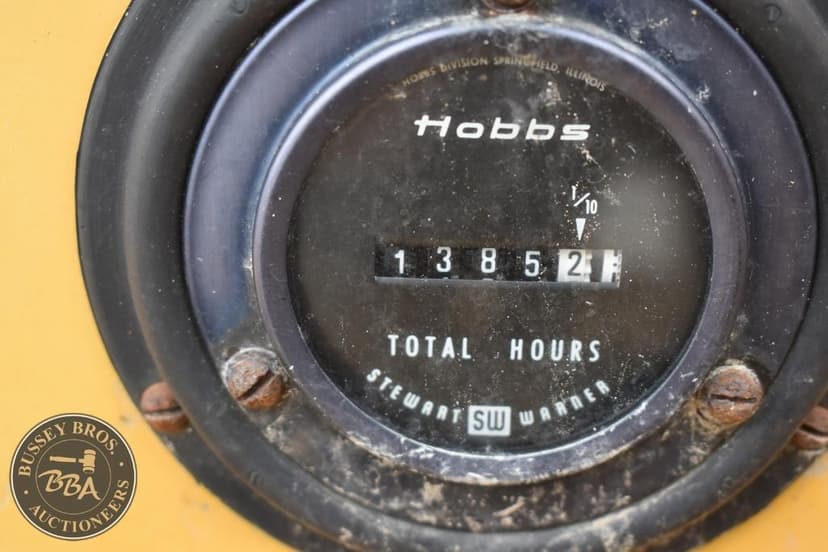 HOBBS DIVISION SPRINGFIELD, ILLINOIS
Hobbs
1/10
1 3 8 5 2
TOTAL HOURS
STEWART SW WARNER
BUSSEY BROS.
BBA
AUCTIONEERS